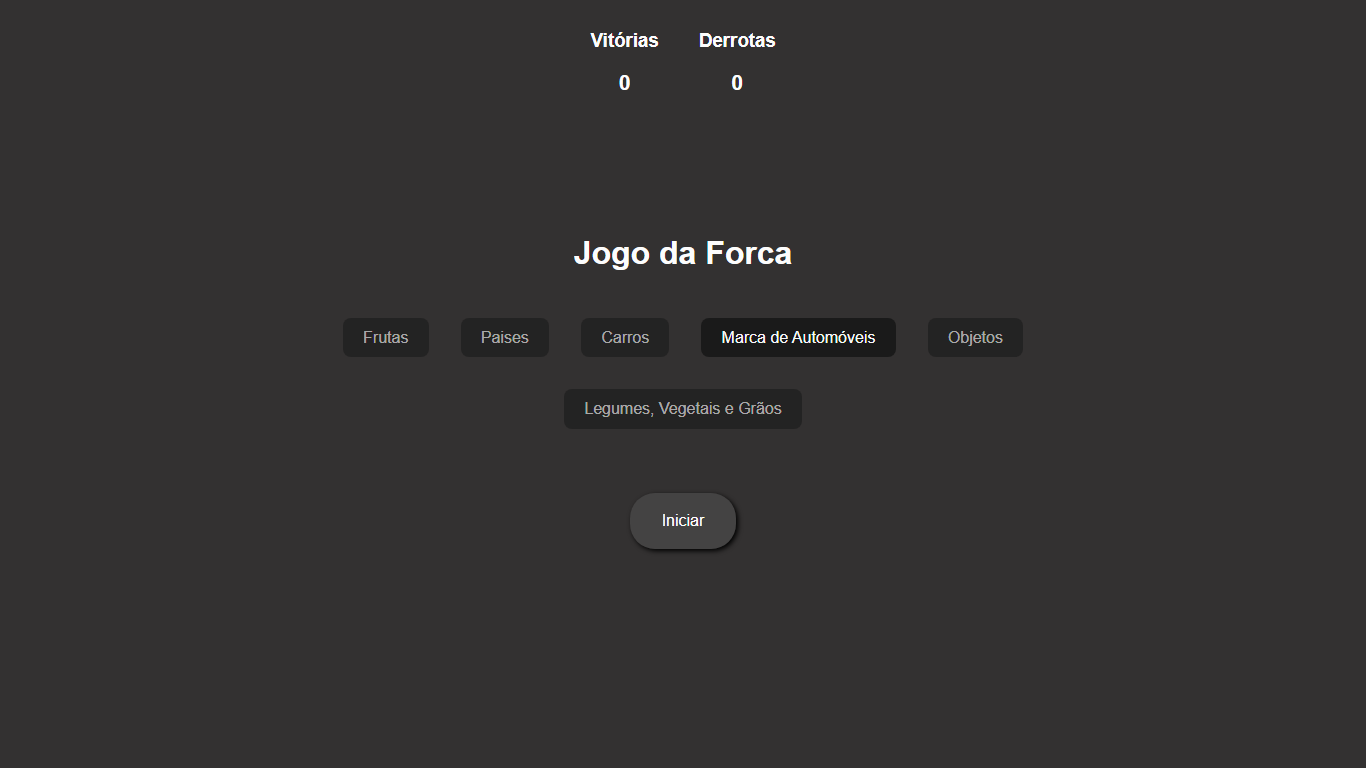 Vitórias Derrotas
0 0
Jogo da Forca
Frutas Paises Carros Marca de Automóveis Objetos
Legumes, Vegetais e Grãos
Iniciar